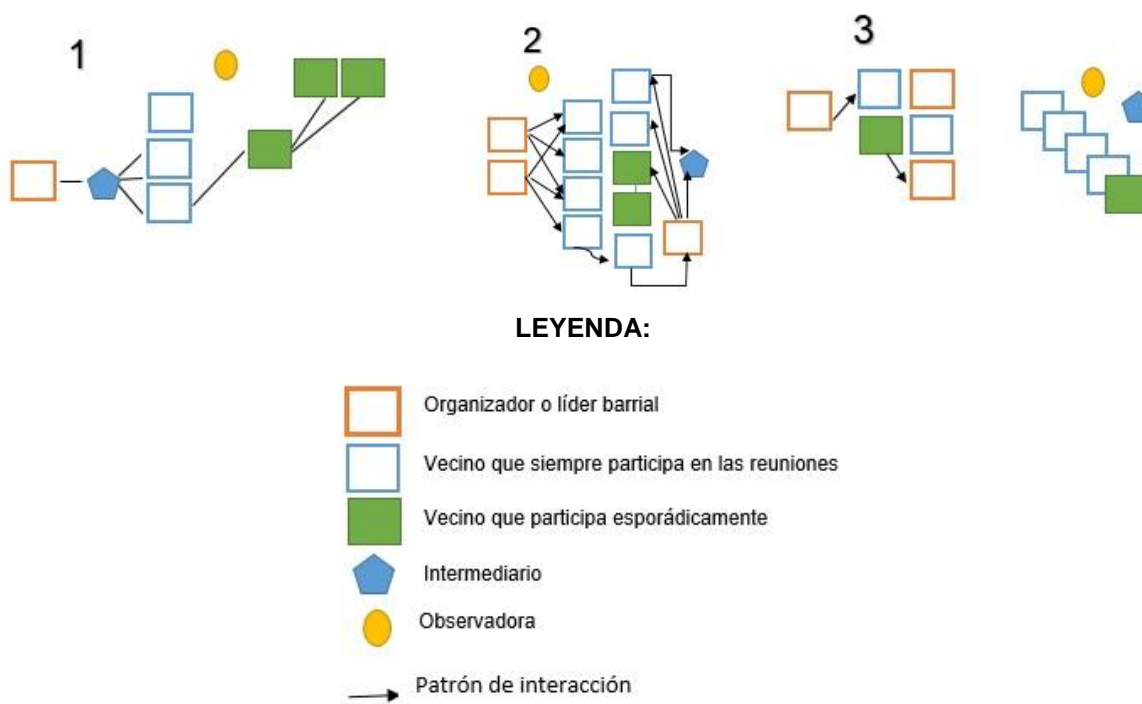 1
2
3
LEYENDA:
Organizador o líder barrial
Vecino que siempre participa en las reuniones
Vecino que participa esporádicamente
Intermediario
Observadora
Patrón de interacción